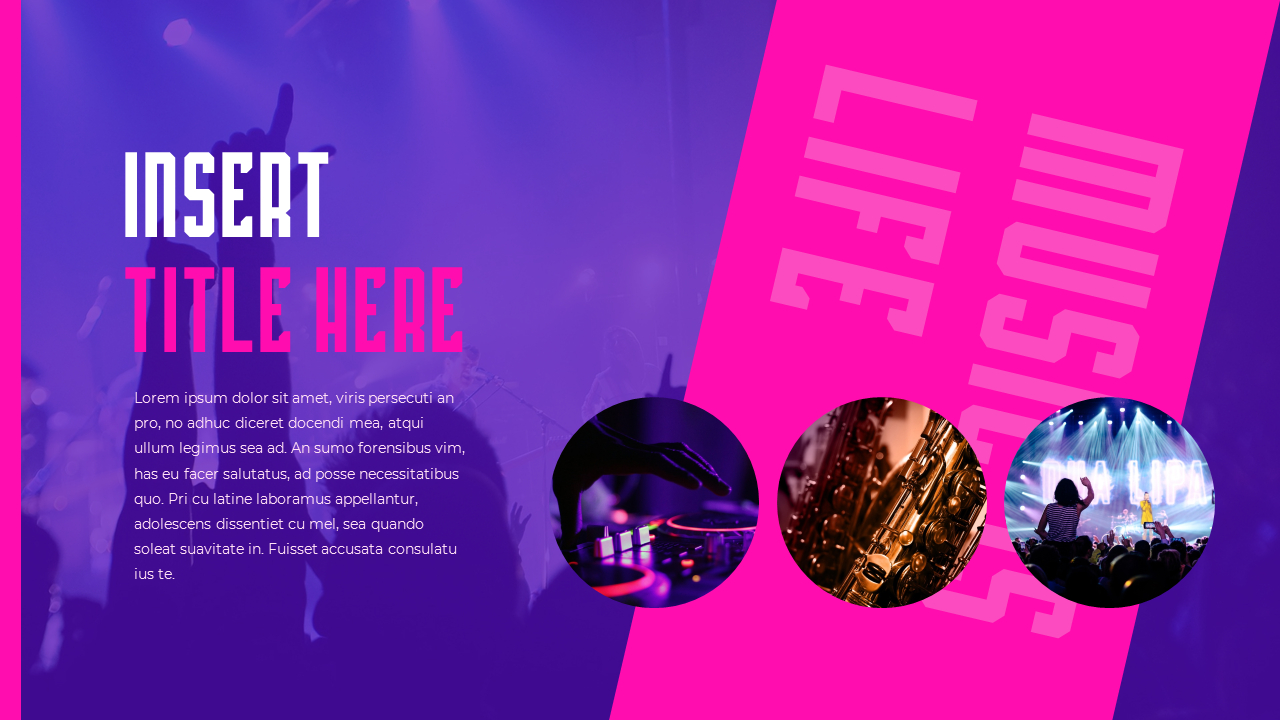 INSERT
TITLE HERE
Lorem ipsum dolor sit amet, viris persecuti an
pro, no adhuc diceret docendi mea, atqui
ullum legimus sea ad. An sumo forensibus vim,
has eu facer salutatus, ad posse necessitatibus
quo. Pri cu latine laboramus appellantur,
adolescens dissentiet cu mel, sea quando
soleat suavitate in. Fuisset accusata consulatu
ius te.
MUSIC IS
LIFE
DUA LIPA